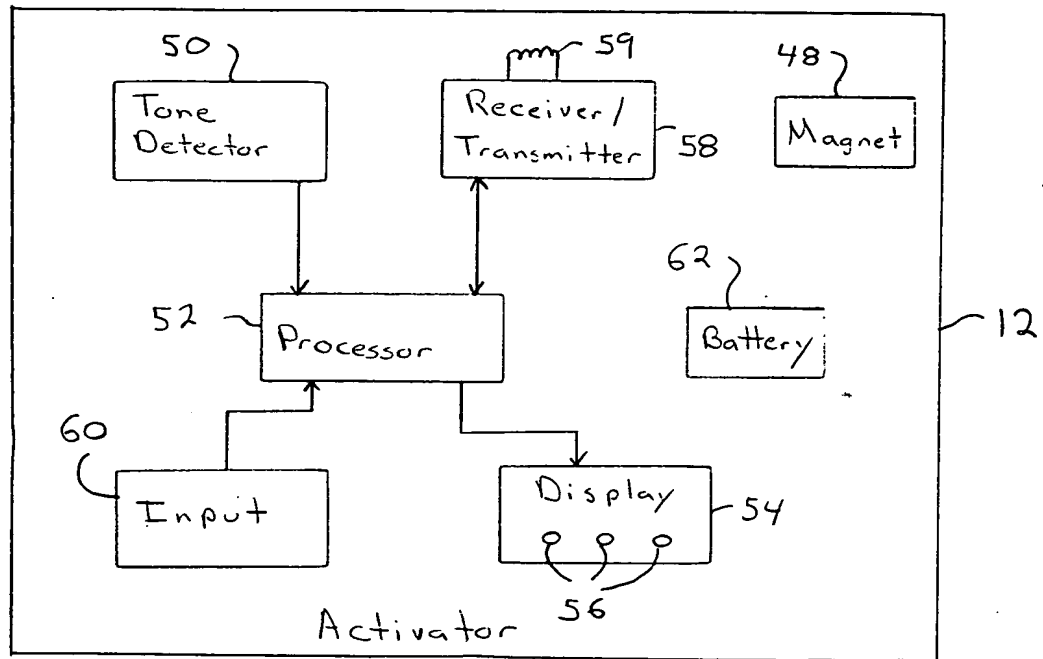 50
59
48
Tone
Detector
Receiver/
Transmitter
58
Magnet
62
52
Processor
Battery
12
60
Input
Display
54
56
Activator